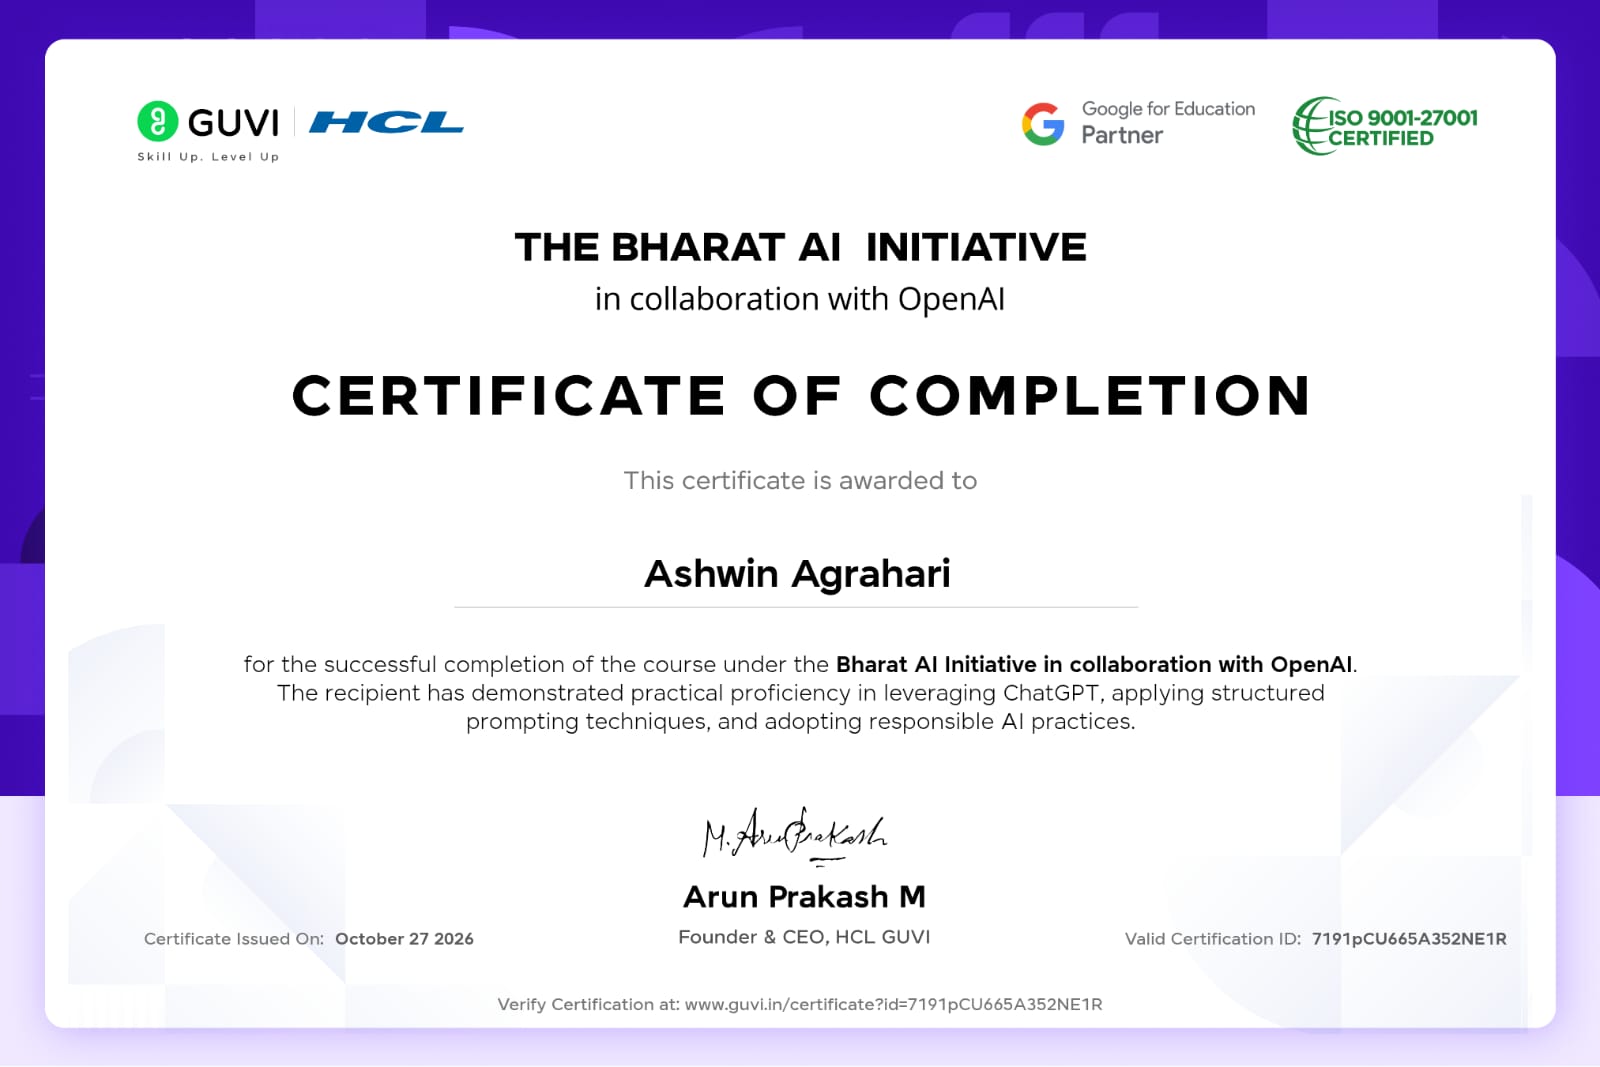 GUVI
HCL
Skill Up. Level Up
Google for Education
Partner
ISO 9001-27001
CERTIFIED
THE BHARAT AI INITIATIVE
in collaboration with OpenAI
CERTIFICATE OF COMPLETION
This certificate is awarded to
Ashwin Agrahari
for the successful completion of the course under the Bharat AI Initiative in collaboration with OpenAI.
The recipient has demonstrated practical proficiency in leveraging ChatGPT, applying structured
prompting techniques, and adopting responsible AI practices.
M. Arun Prakash
Arun Prakash M
Founder & CEO, HCL GUVI
Certificate Issued On: October 27 2026
Valid Certification ID: 7191pCU665A352NE1R
Verify Certification at: www.guvi.in/certificate?id=7191pCU665A352NE1R